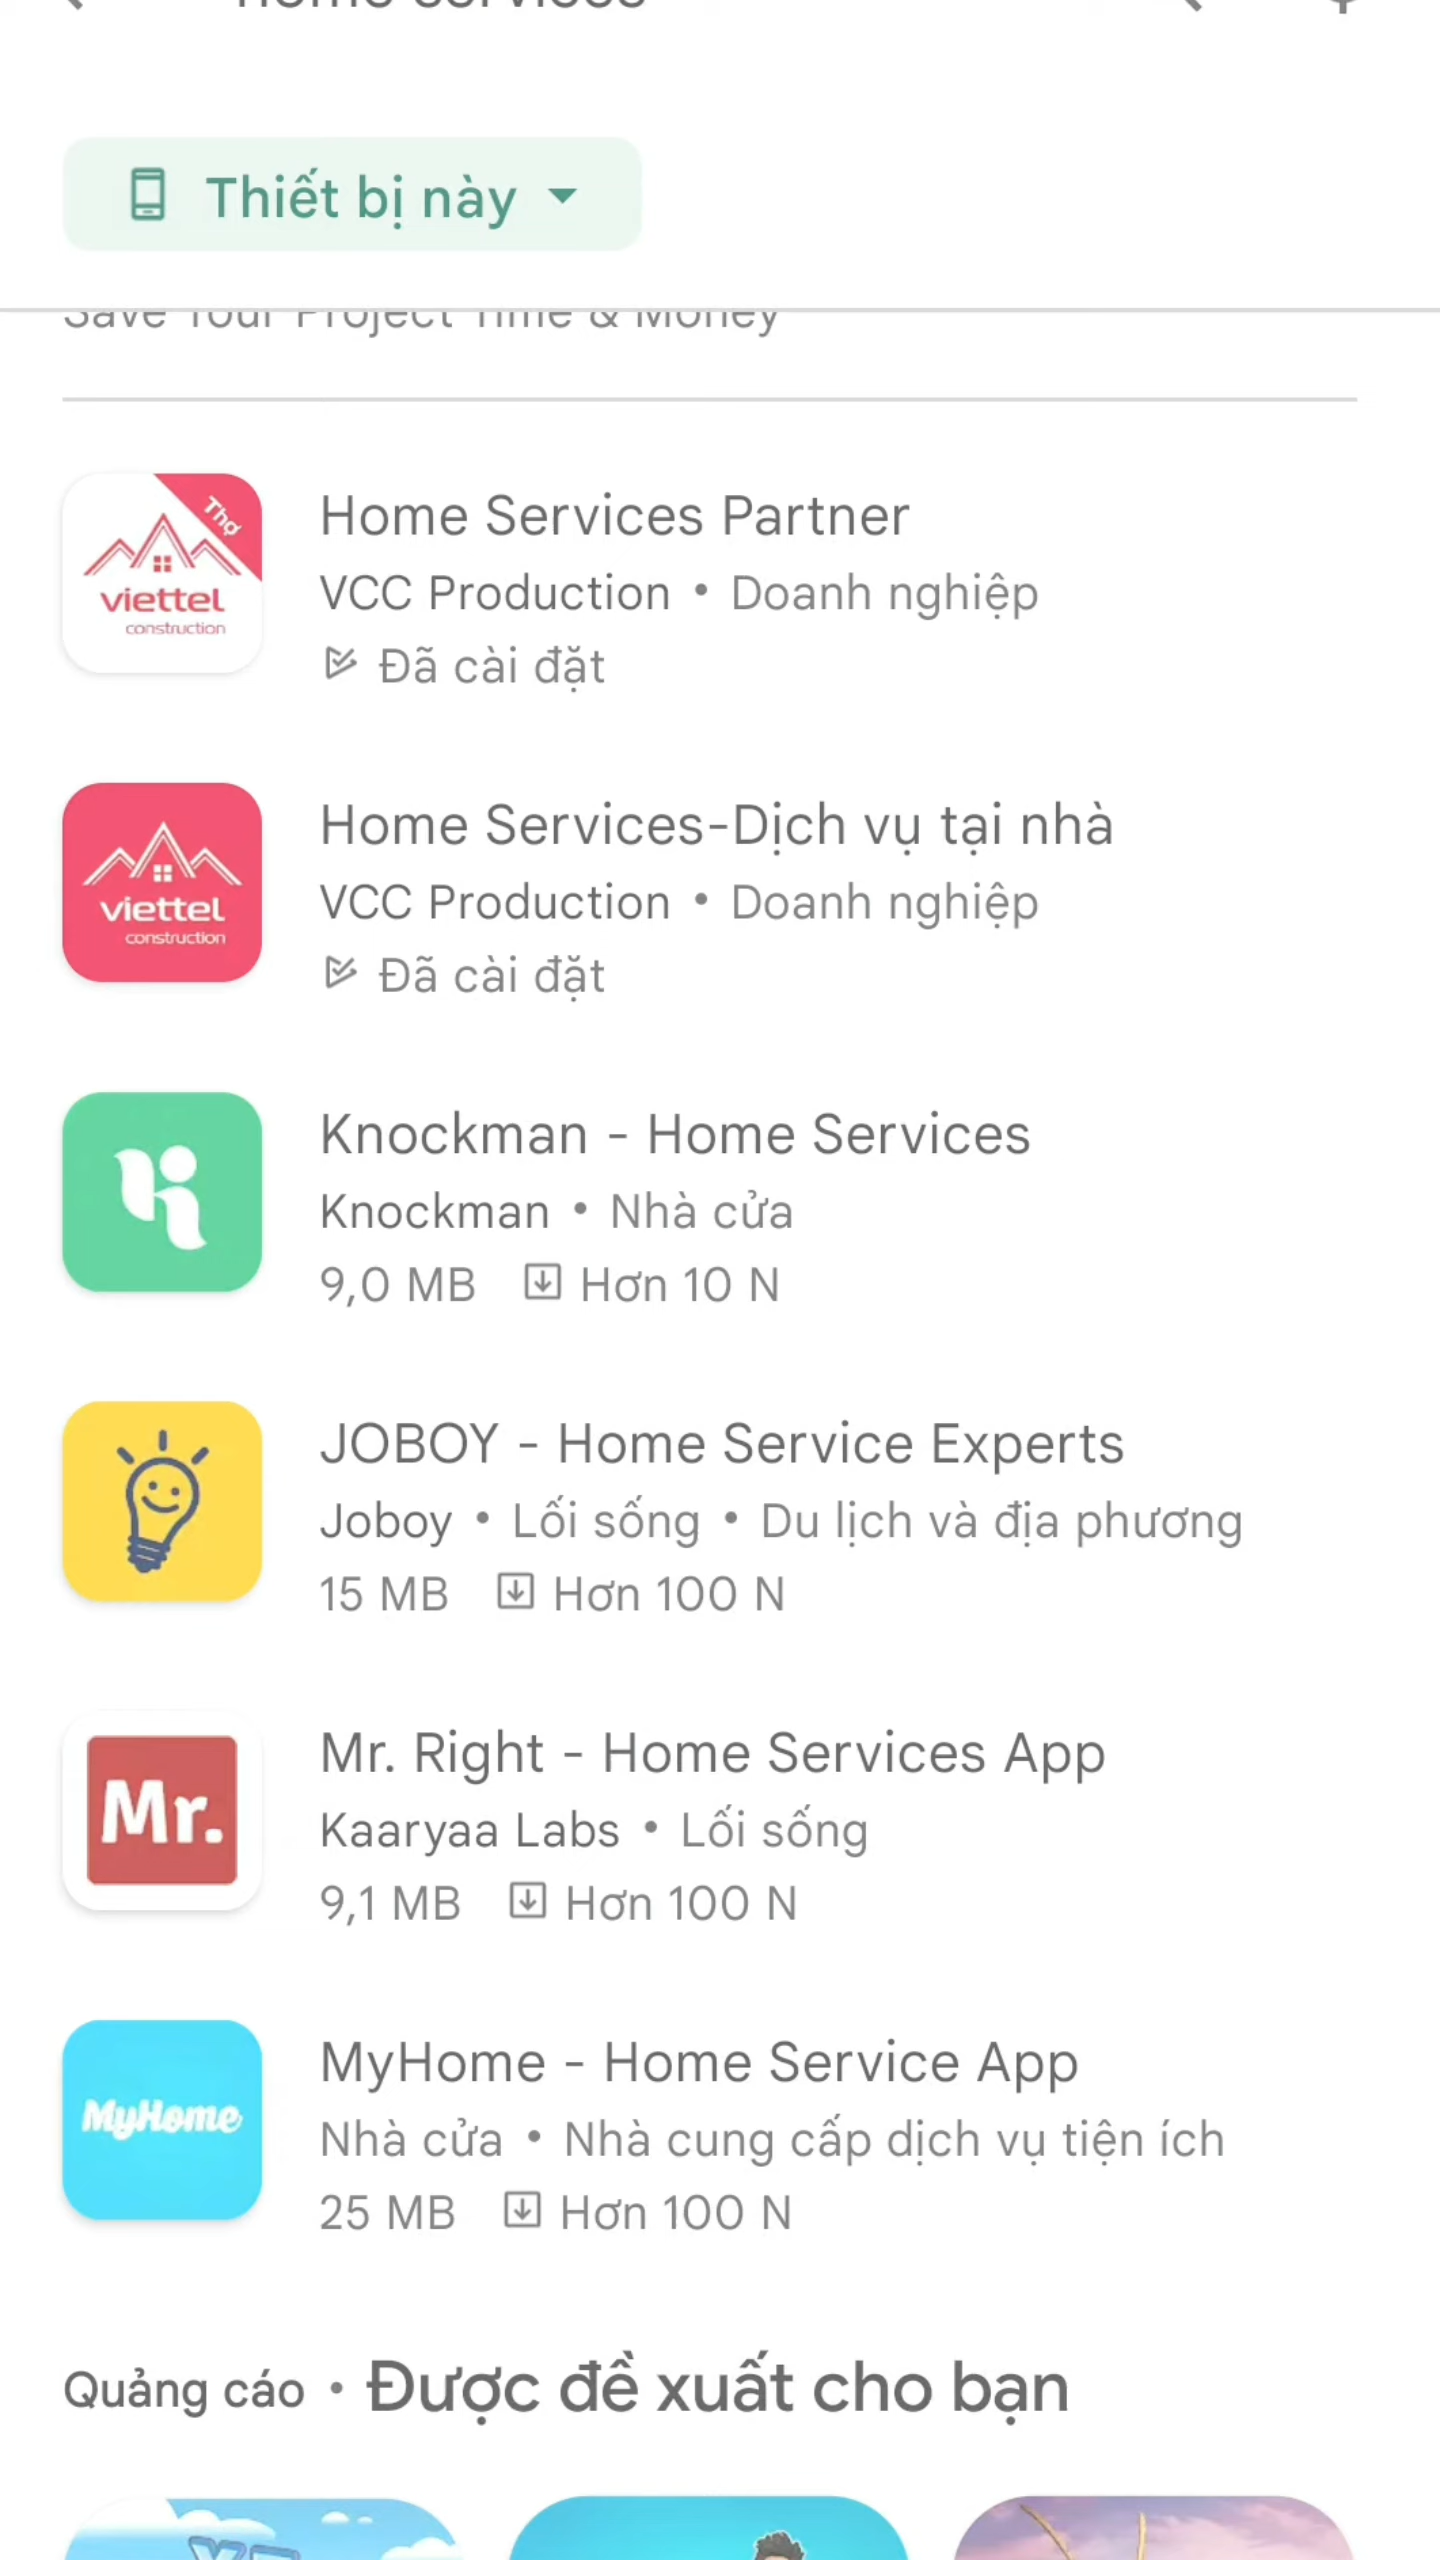 Home services
Thiết bị này
Save Your Project Time & Money
Thợ
viettel
construction
Home Services Partner
VCC Production • Doanh nghiệp
Đã cài đặt
viettel
construction
Home Services-Dịch vụ tại nhà
VCC Production • Doanh nghiệp
Đã cài đặt
Knockman - Home Services
Knockman • Nhà cửa
9,0 MB Hơn 10 N
JOBOY - Home Service Experts
Joboy • Lối sống • Du lịch và địa phương
15 MB Hơn 100 N
Mr.
Mr. Right - Home Services App
Kaaryaa Labs • Lối sống
9,1 MB Hơn 100 N
MyHome
MyHome - Home Service App
Nhà cửa • Nhà cung cấp dịch vụ tiện ích
25 MB Hơn 100 N
Quảng cáo • Được đề xuất cho bạn